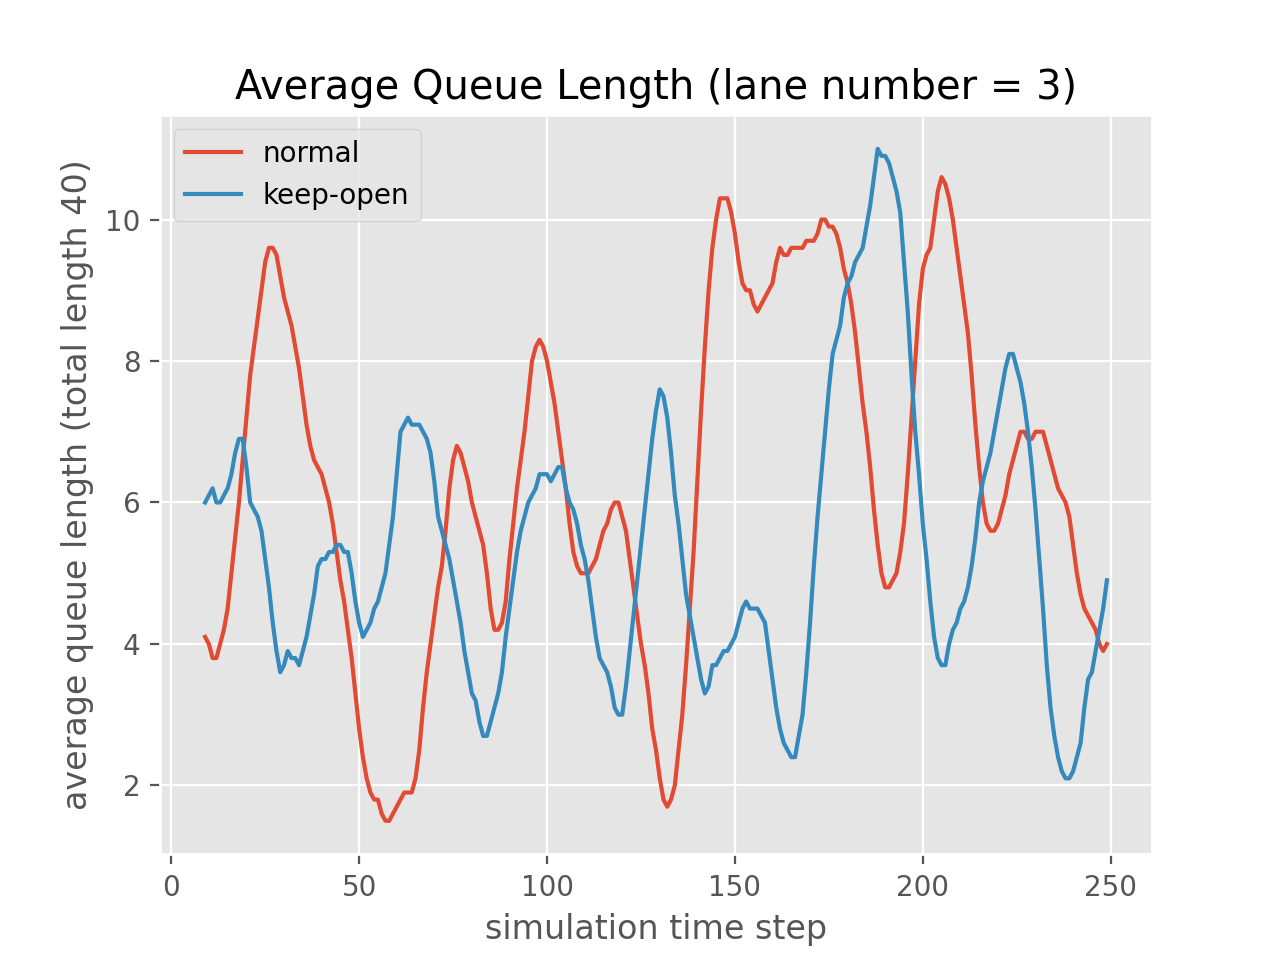 Average Queue Length (lane number = 3)
normal
keep-open
average queue length (total length 40)
10
8
6
4
2
0 50 100 150 200 250
simulation time step